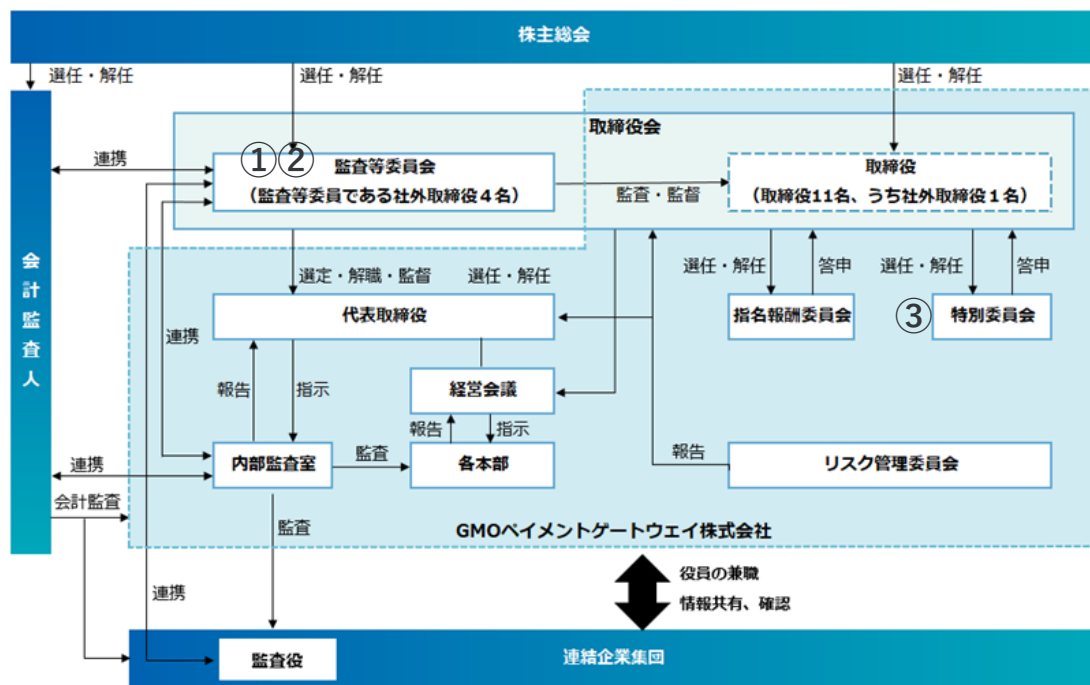 株主総会
選任・解任
選任・解任
選任・解任
取締役会
連携
①② 監査等委員会
(監査等委員である社外取締役4名)
監査・監督
取締役
(取締役11名、うち社外取締役1名)
会計監査人
選定・解職・監督
選任・解任
選任・解任
答申
選任・解任
答申
代表取締役
指名報酬委員会
③ 特別委員会
連携
報告
指示
経営会議
報告
指示
内部監査室
監査
各本部
報告
リスク管理委員会
連携
会計監査
監査
GMOペイメントゲートウェイ株式会社
連携
役員の兼職
情報共有、確認
監査役
連結企業集団